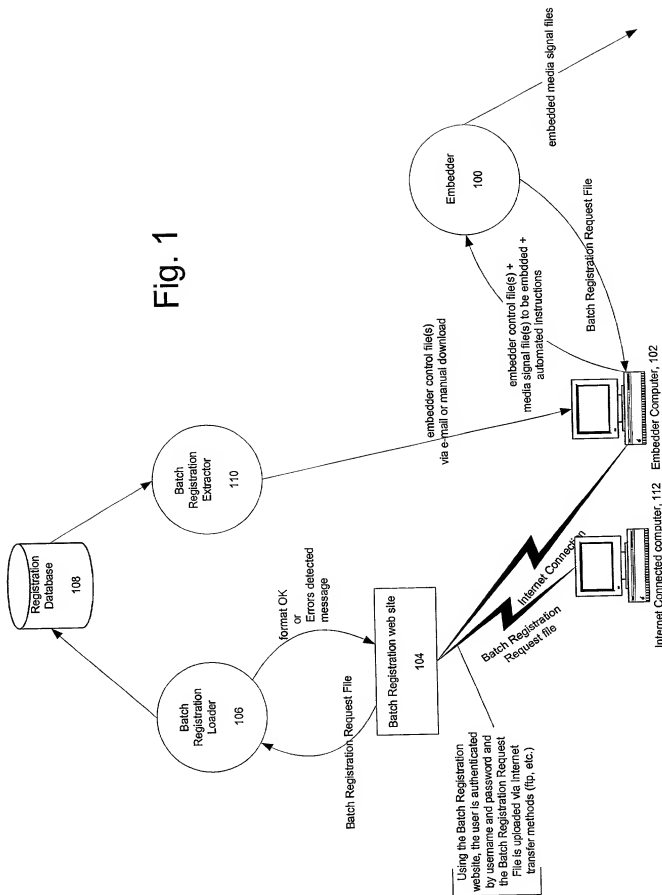 Fig. 1
Registration
Database
108
Batch
Registration
Loader
106
Batch
Registration
Extractor
110
format OK
or
Errors detected
message
Batch Registration Request File
Batch Registration web site
104
embedder control file(s)
via e-mail or manual download
Embedder
100
embedded media signal files
embedder control file(s) +
media signal file(s) to be embdded +
automated instructions
Batch Registration Request File
Internet Connection
Batch Registration
Request file
Using the Batch Registration
website, the user is authenticated
by username and password and
the Batch Registration Request
File is uploaded via Internet
transfer methods (ftp, etc.)
Internet Connected computer, 112
Embedder Computer, 102